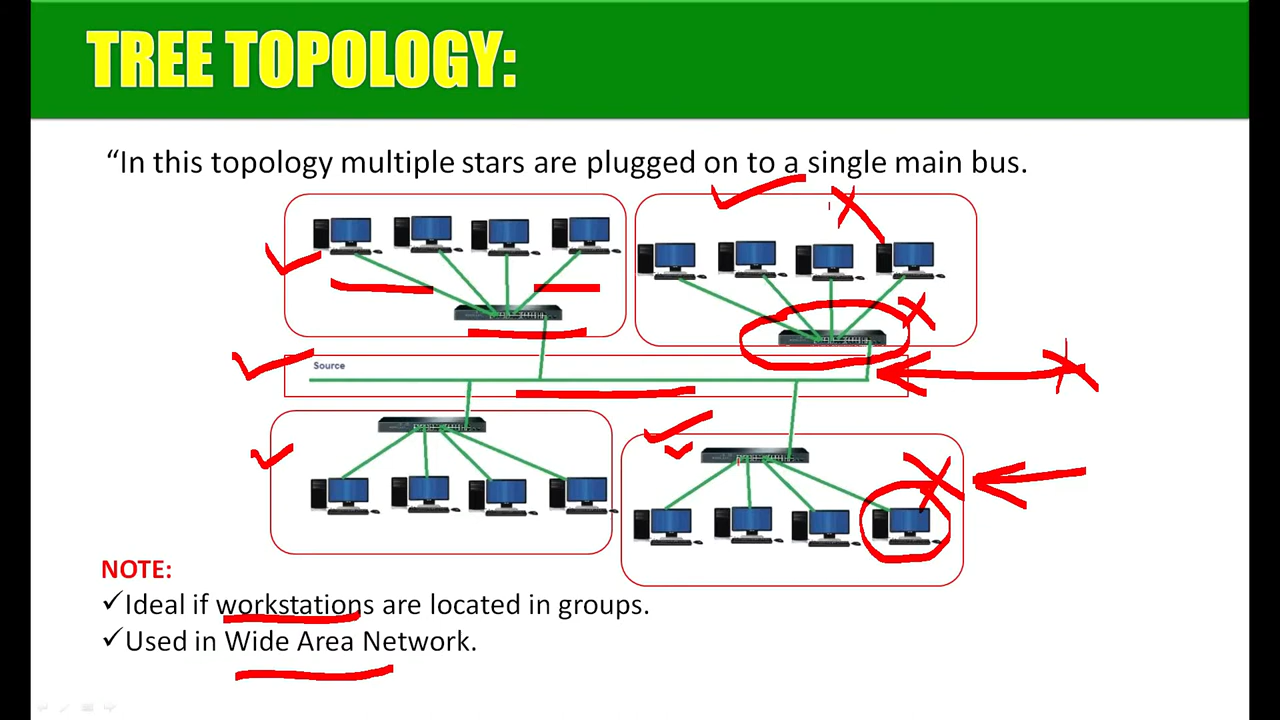 TREE TOPOLOGY:
“In this topology multiple stars are plugged on to a single main bus.
Source
NOTE:
✓Ideal if workstations are located in groups.
✓Used in Wide Area Network.